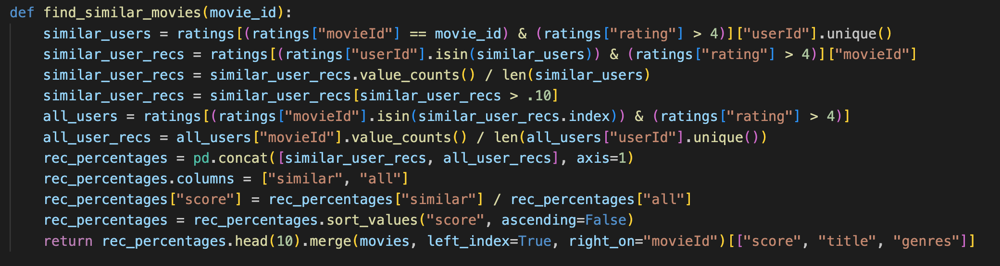 def find_similar_movies(movie_id):
    similar_users = ratings[(ratings["movieId"] == movie_id) & (ratings["rating"] > 4)]["userId"].unique()
    similar_user_recs = ratings[(ratings["userId"].isin(similar_users)) & (ratings["rating"] > 4)]["movieId"]
    similar_user_recs = similar_user_recs.value_counts() / len(similar_users)
    similar_user_recs = similar_user_recs[similar_user_recs > .10]
    all_users = ratings[(ratings["movieId"].isin(similar_user_recs.index)) & (ratings["rating"] > 4)]
    all_user_recs = all_users["movieId"].value_counts() / len(all_users["userId"].unique())
    rec_percentages = pd.concat([similar_user_recs, all_user_recs], axis=1)
    rec_percentages.columns = ["similar", "all"]
    rec_percentages["score"] = rec_percentages["similar"] / rec_percentages["all"]
    rec_percentages = rec_percentages.sort_values("score", ascending=False)
    return rec_percentages.head(10).merge(movies, left_index=True, right_on="movieId")[["score", "title", "genres"]]